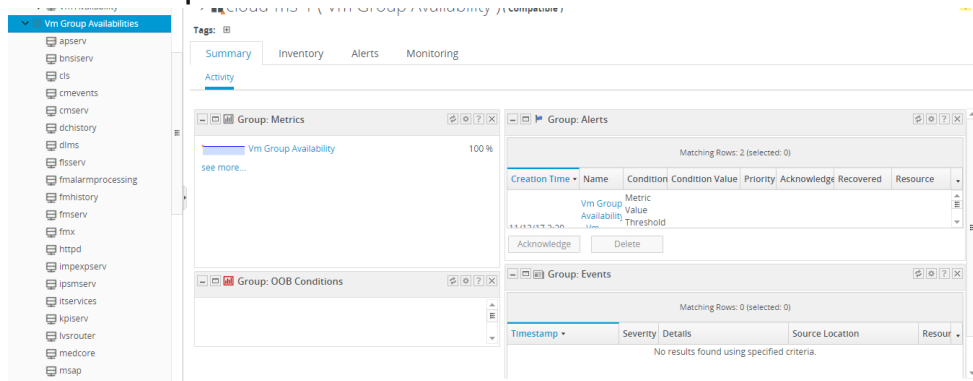 Vm Group Availabilities
apserv
bnsiserv
cls
cmevents
cmserv
dchistory
dlms
flsserv
fmalarmprocessing
fmhistory
fmserv
fmx
httpd
impexpserv
ipsmserv
itservices
kpiserv
lvsrouter
medcore
msap
Tags:
Summary Inventory Alerts Monitoring
Activity
Group: Metrics
Vm Group Availability 100 %
see more...
Group: OOB Conditions
Group: Alerts
Matching Rows: 2 (selected: 0)
Creation Time Name Condition Condition Value Priority Acknowledge Recovered Resource
Vm Group
Availability
Metric
Value
Threshold
Acknowledge Delete
Group: Events
Matching Rows: 0 (selected: 0)
Timestamp Severity Details Source Location Resour
No results found using specified criteria.